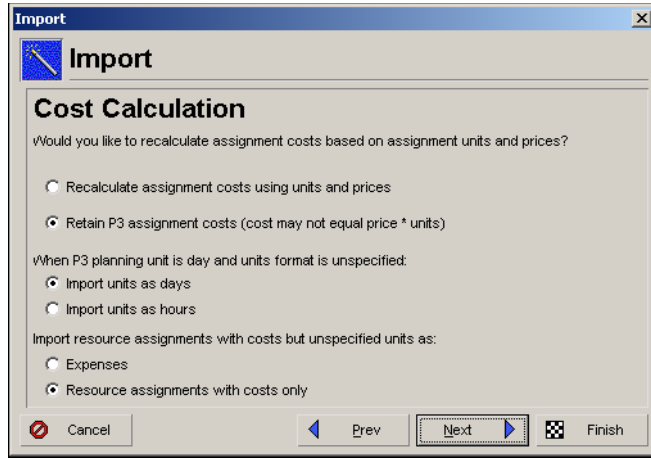 Import
Import
Cost Calculation
Would you like to recalculate assignment costs based on assignment units and prices?
Recalculate assignment costs using units and prices
Retain P3 assignment costs (cost may not equal price * units)
When P3 planning unit is day and units format is unspecified:
Import units as days
Import units as hours
Import resource assignments with costs but unspecified units as:
Expenses
Resource assignments with costs only
Cancel Prev Next Finish